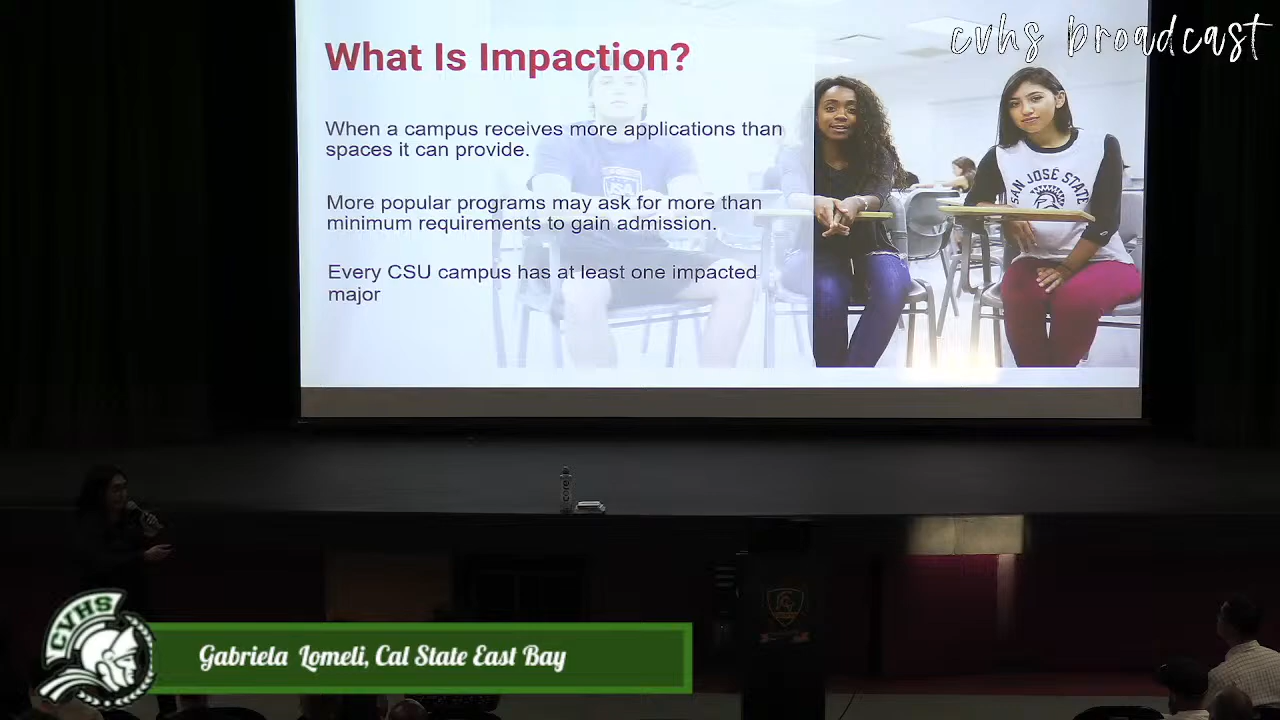 cvhs broadcast
What Is Impaction?
When a campus receives more applications than
spaces it can provide.
More popular programs may ask for more than
minimum requirements to gain admission.
Every CSU campus has at least one impacted
major
SAN JOSÉ STATE
core
CVHS
Gabriela Lomeli, Cal State East Bay